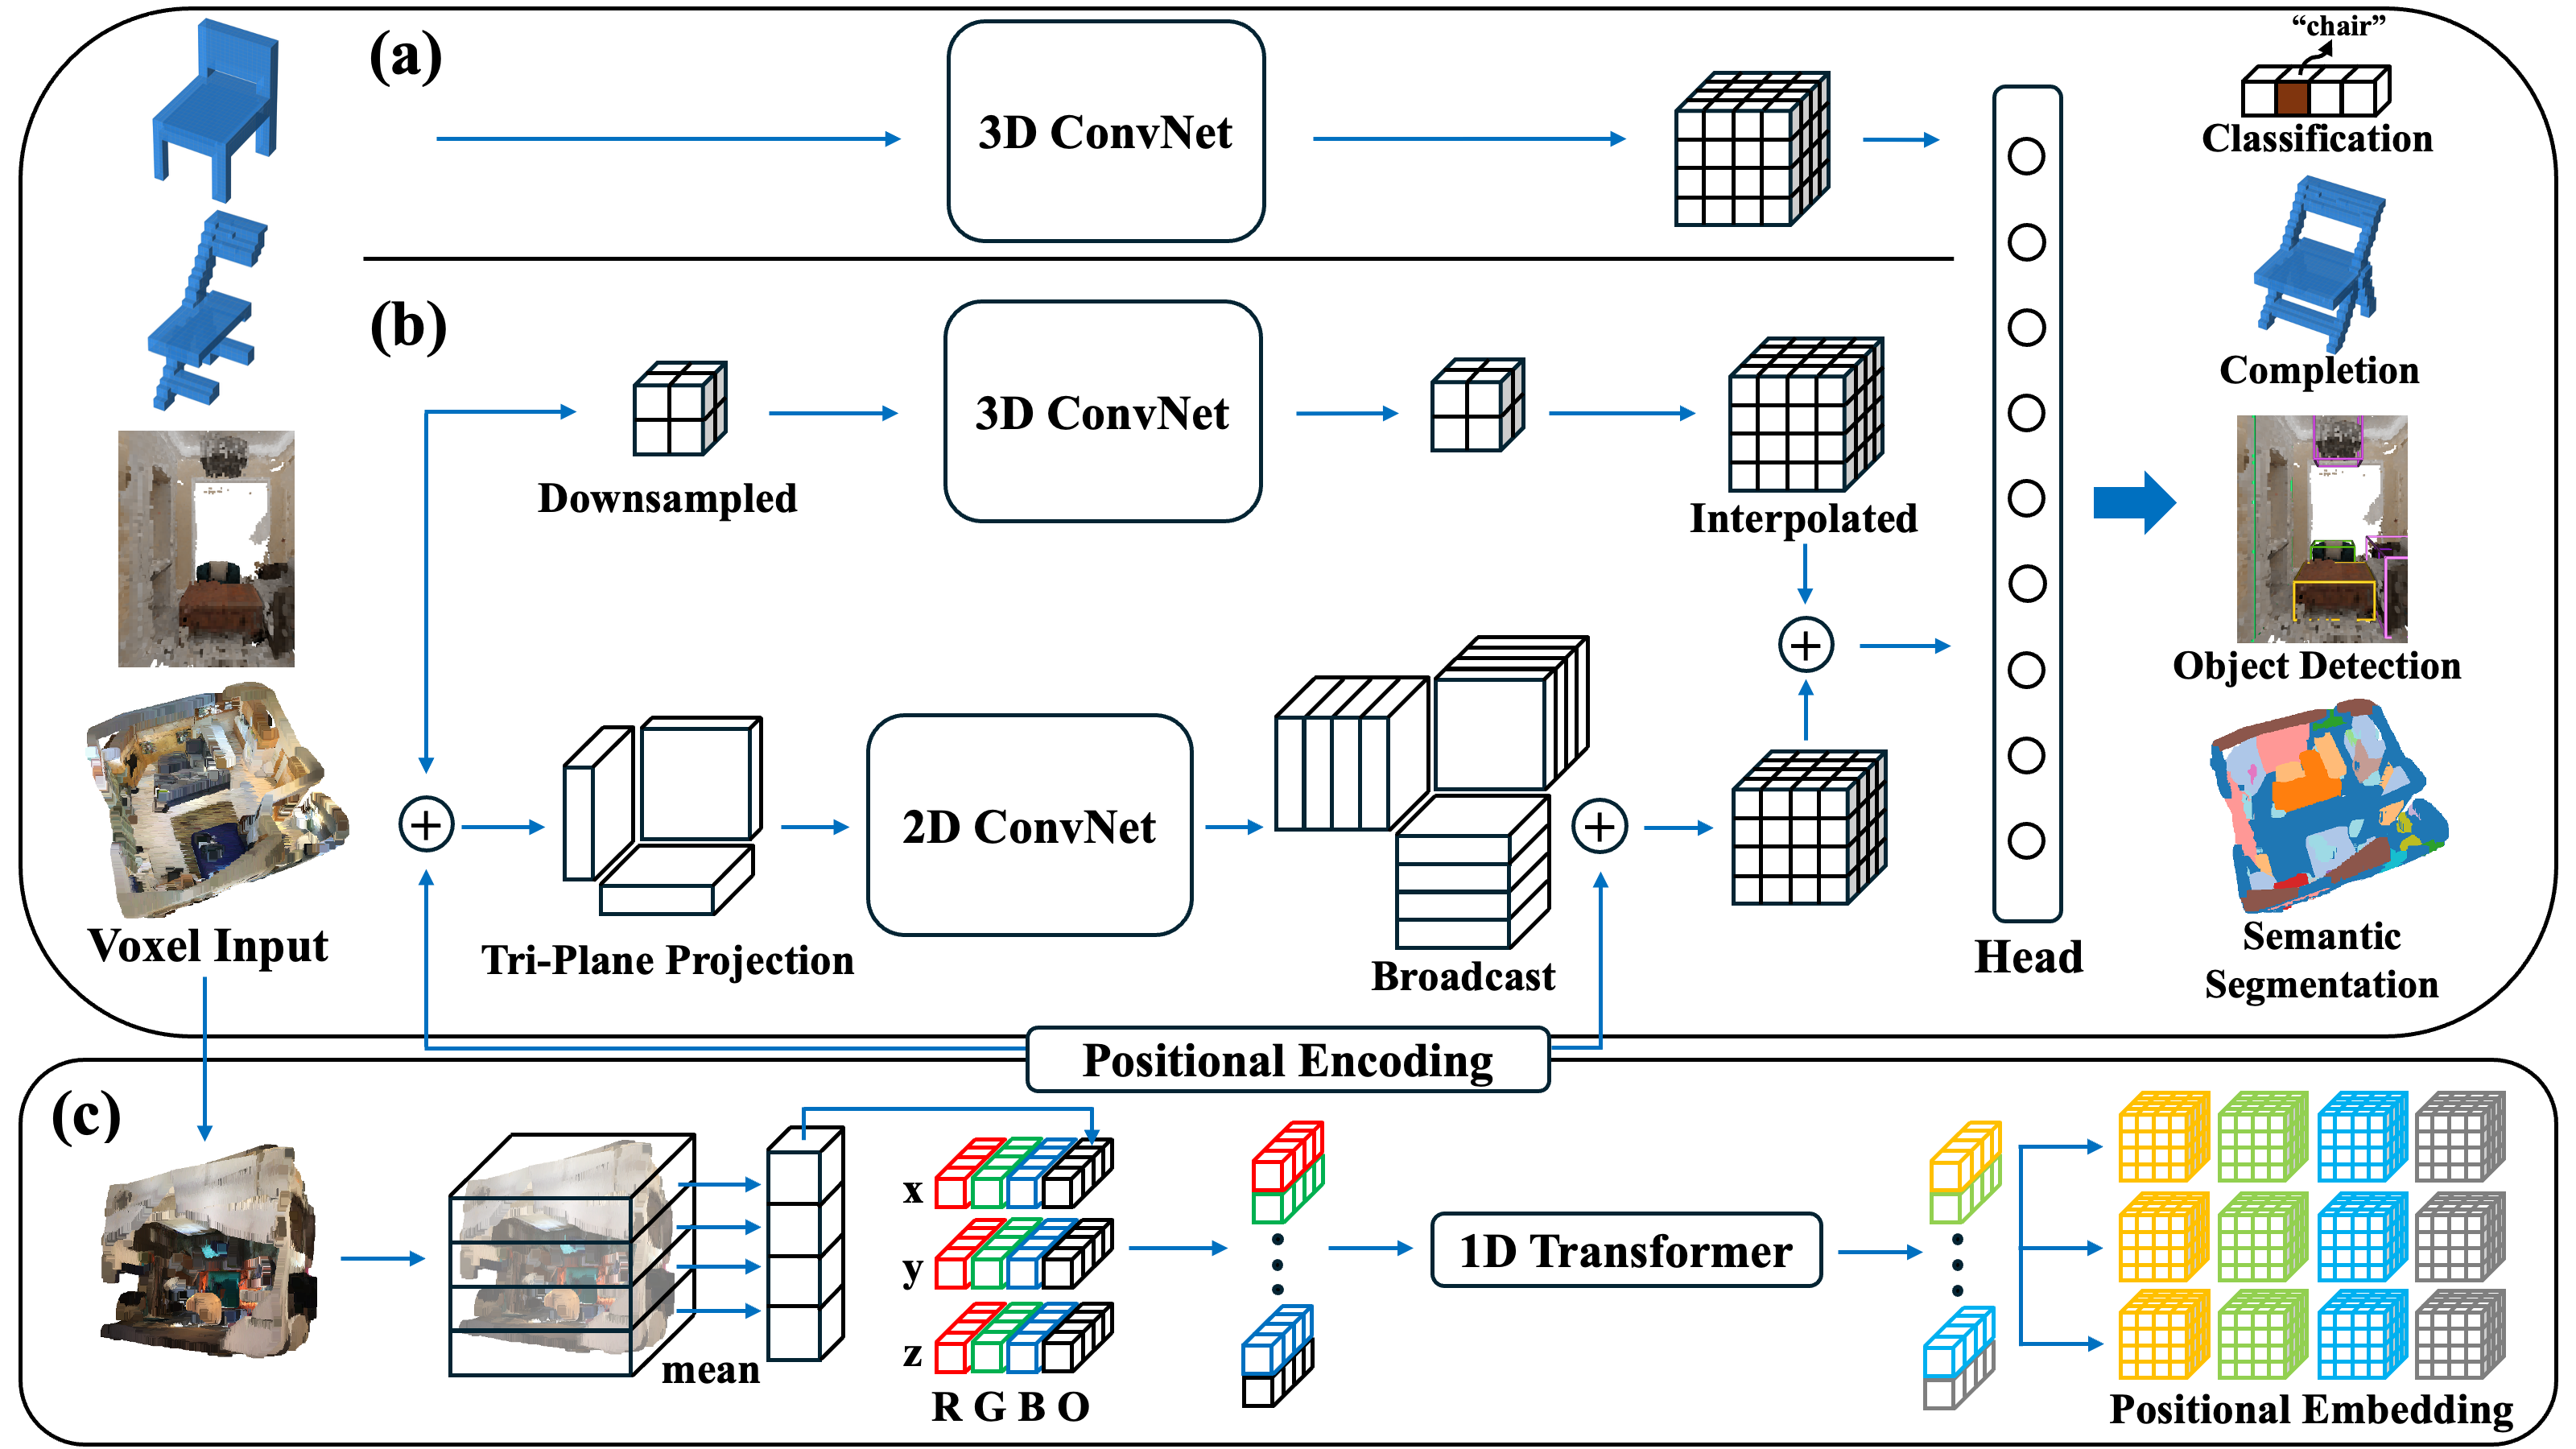 (a)
3D ConvNet
“chair”
Classification
(b)
Downsampled
3D ConvNet
Interpolated
Completion
Object Detection
Voxel Input
Tri-Plane Projection
2D ConvNet
Broadcast
Head
Semantic
Segmentation
Positional Encoding
(c)
mean
x
y
z
R G B O
1D Transformer
Positional Embedding